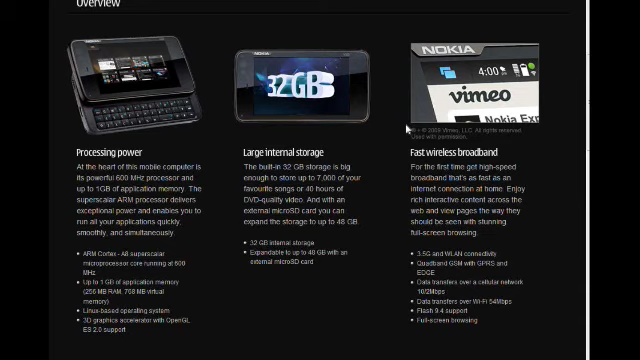 Overview
NOKIA
32GB
NOKIA
4:00
vimeo
Nokia Exp
© 2009 Vimeo, LLC. All rights reserved.
Used with permission.
Processing power
At the heart of this mobile computer is
its powerful 600 MHz processor and
up to 1GB of application memory. The
superscalar ARM processor delivers
exceptional power and enables you to
run all your applications quickly,
smoothly, and simultaneously.
• ARM Cortex - A8 superscalar
microprocessor core running at 600
MHz
• Up to 1 GB of application memory
(256 MB RAM, 768 MB virtual
memory)
• Linux-based operating system
• 3D graphics accelerator with OpenGL
ES 2.0 support
Large internal storage
The built-in 32 GB storage is big
enough to store up to 7,000 of your
favourite songs or 40 hours of
DVD-quality video. And with an
external microSD card you can
expand the storage to up to 48 GB.
• 32 GB internal storage
• Expandable to up to 48 GB with an
external microSD card
Fast wireless broadband
For the first time get high-speed
broadband that's as fast as an
internet connection at home. Enjoy
rich interactive content across the
web and view pages the way they
should be seen with stunning
full-screen browsing.
• 3.5G and WLAN connectivity
• Quadband GSM with GPRS and
EDGE
• Data transfers over a cellular network
10/2Mbps
• Data transfers over Wi-Fi 54Mbps
• Flash 9.4 support
• Full-screen browsing